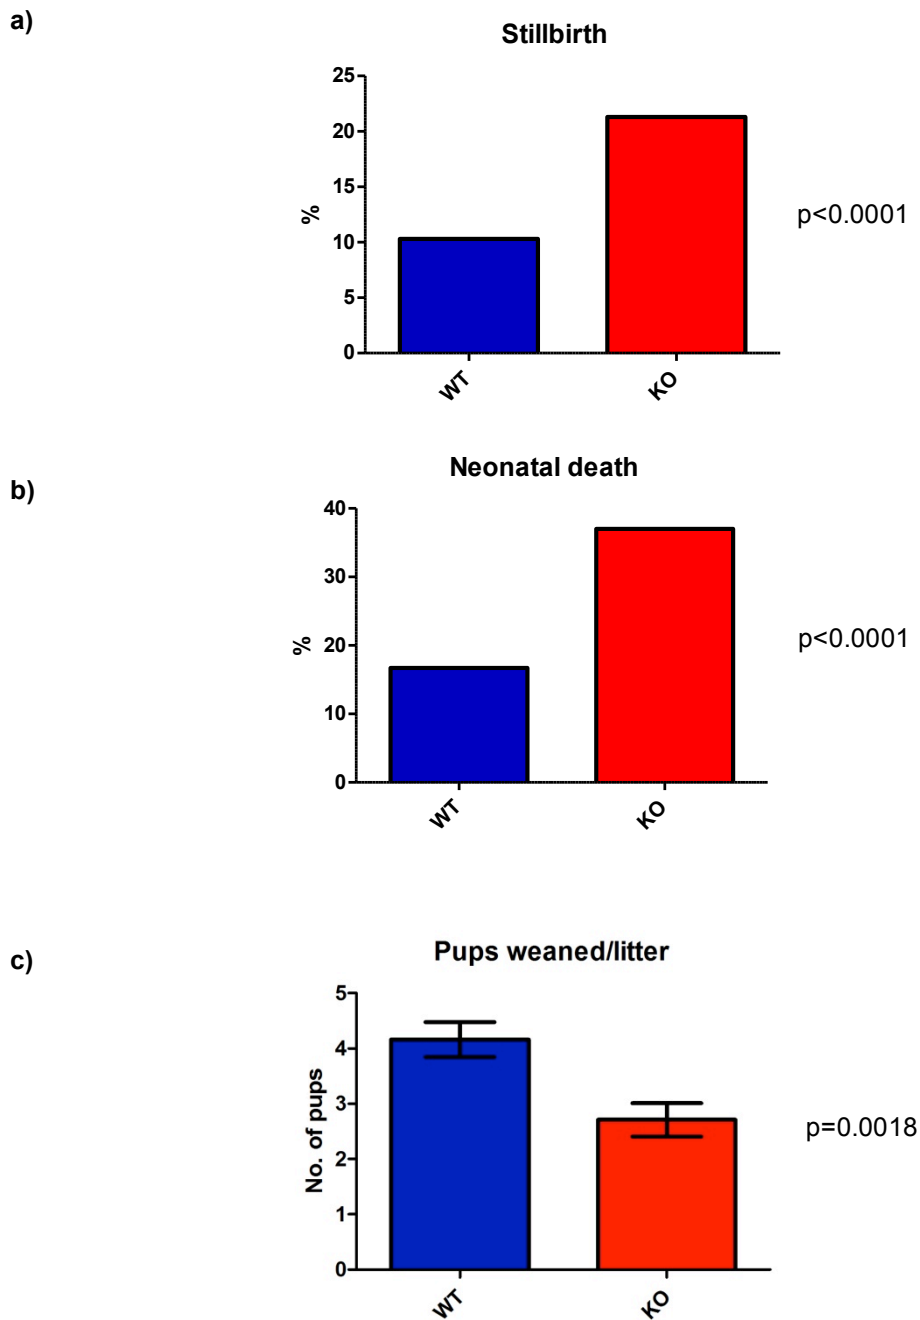 a)
Stillbirth
25
20
15
10
5
0
%
WT
KO
p<0.0001
b)
Neonatal death
40
30
20
10
0
%
WT
KO
p<0.0001
c)
Pups weaned/litter
5
4
3
2
1
0
No. of pups
WT
KO
p=0.0018